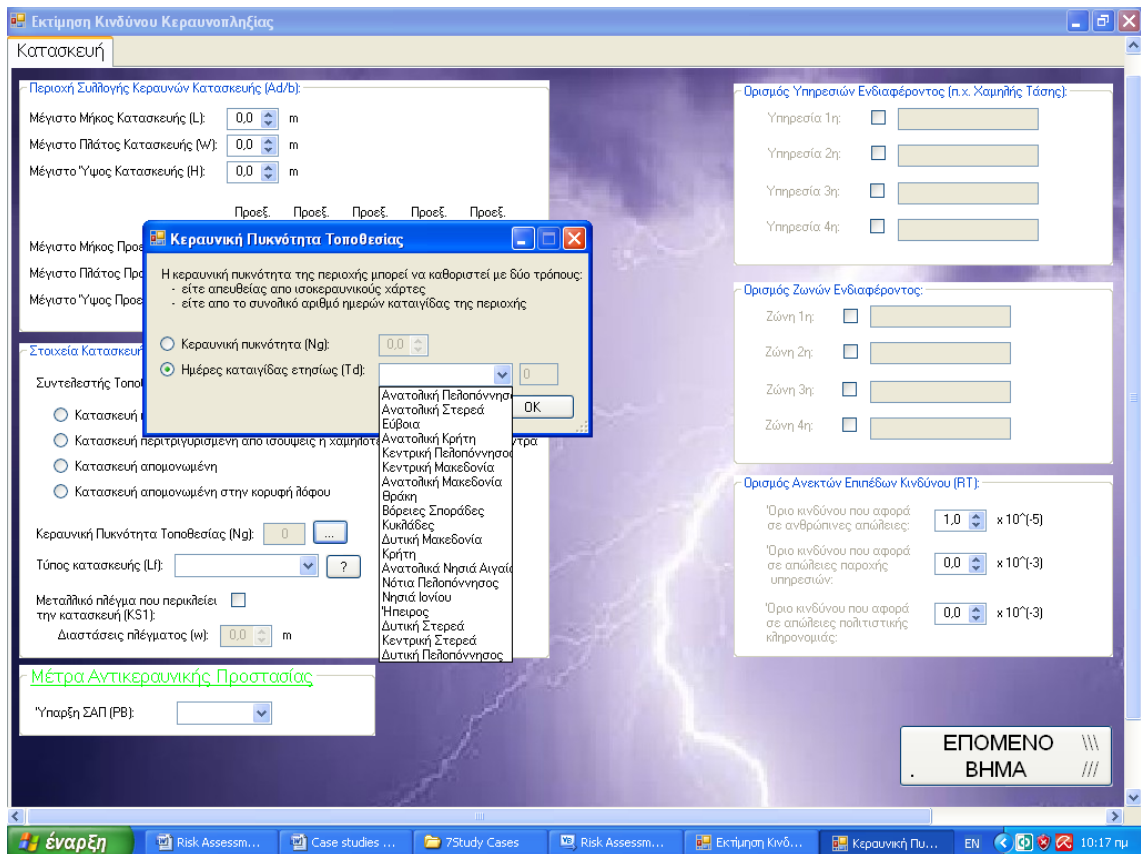 Εκτίμηση Κινδύνου Κεραυνοπληξίας
Κατασκευή
Περιοχή Συλλογής Κεραυνών Κατασκευής (Ad/b):
Μέγιστο Μήκος Κατασκευής (L): 0,0 m
Μέγιστο Πλάτος Κατασκευής (W): 0,0 m
Μέγιστο Ύψος Κατασκευής (H): 0,0 m
Προεξ. Προεξ. Προεξ. Προεξ. Προεξ.
Μέγιστο Μήκος Προε
Μέγιστο Πλάτος Προ
Μέγιστο Ύψος Προε
Κεραυνική Πυκνότητα Τοποθεσίας
Η κεραυνική πυκνότητα της περιοχής μπορεί να καθοριστεί με δύο τρόπους:
- είτε απευθείας απο ισοκεραυνικούς χάρτες
- είτε απο το συνολικό αριθμό ημερών καταιγίδας της περιοχής
Κεραυνική πυκνότητα (Ng): 0,0
Ημέρες καταιγίδας ετησίως (Td): 0
OK
Ανατολική Πελοπόννησο
Ανατολική Στερεά
Εύβοια
Ανατολική Κρήτη
Κεντρική Πελοπόννησος
Κεντρική Μακεδονία
Ανατολική Μακεδονία
Θράκη
Βόρειες Σποράδες
Κυκλάδες
Δυτική Μακεδονία
Κρήτη
Ανατολικά Νησιά Αιγαίο
Νότια Πελοπόννησος
Νησιά Ιονίου
Ήπειρος
Δυτική Στερεά
Κεντρική Στερεά
Δυτική Πελοπόννησος
Στοιχεία Κατασκευή
Συντελεστής Τοπο
Κατασκευή
Κατασκευή περιτριγυρισμένη απο ισοϋψείς ή χαμηλότε
Κατασκευή απομονωμένη
Κατασκευή απομονωμένη στην κορυφή λόφου
Κεραυνική Πυκνότητα Τοποθεσίας (Ng): 0 ...
Τύπος κατασκευής (Lf): ?
Μεταλλικό πλέγμα που περικλείει
την κατασκευή (KS1):
Διαστάσεις πλέγματος (w): 0,0 m
Μέτρα Αντικεραυνικής Προστασίας
Ύπαρξη ΣΑΠ (PB):
Ορισμός Υπηρεσιών Ενδιαφέροντος (π.χ. Χαμηλής Τάσης):
Υπηρεσία 1η:
Υπηρεσία 2η:
Υπηρεσία 3η:
Υπηρεσία 4η:
Ορισμός Ζωνών Ενδιαφέροντος:
Ζώνη 1η:
Ζώνη 2η:
Ζώνη 3η:
Ζώνη 4η:
Ορισμός Ανεκτών Επιπέδων Κινδύνου (RT):
Όριο κινδύνου που αφορά
σε ανθρώπινες απώλειες: 1,0 x 10^(-5)
Όριο κινδύνου που αφορά
σε απώλειες παροχής
υπηρεσιών: 0,0 x 10^(-3)
Όριο κινδύνου που αφορά
σε απώλειες πολιτιστικής
κληρονομιάς: 0,0 x 10^(-3)
ΕΠΟΜΕΝΟ \\\
. ΒΗΜΑ ///
έναρξη Risk Assessm... Case studies ... 7Study Cases Risk Assessm... Εκτίμηση Κινδ... Κεραυνική Πυ... EN 10:17 πμ